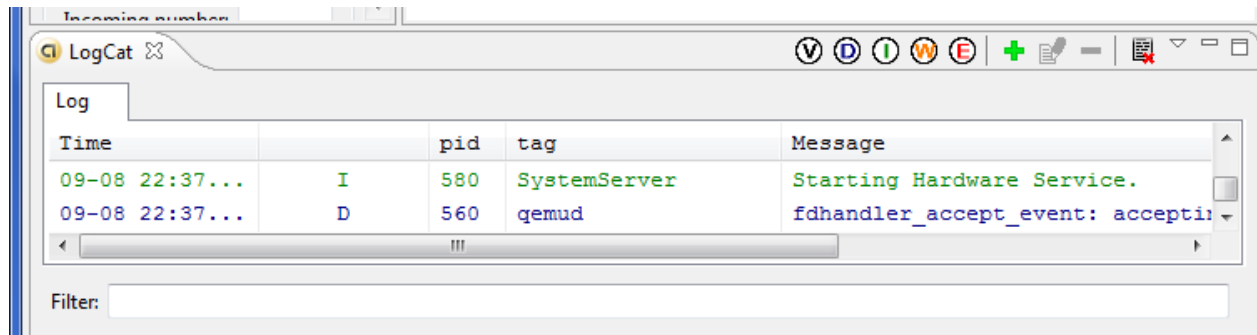 Incoming number:
LogCat V D I W E
Log
Time pid tag Message
09-08 22:37... I 580 SystemServer Starting Hardware Service.
09-08 22:37... D 560 qemud fdhandler_accept_event:
Filter: